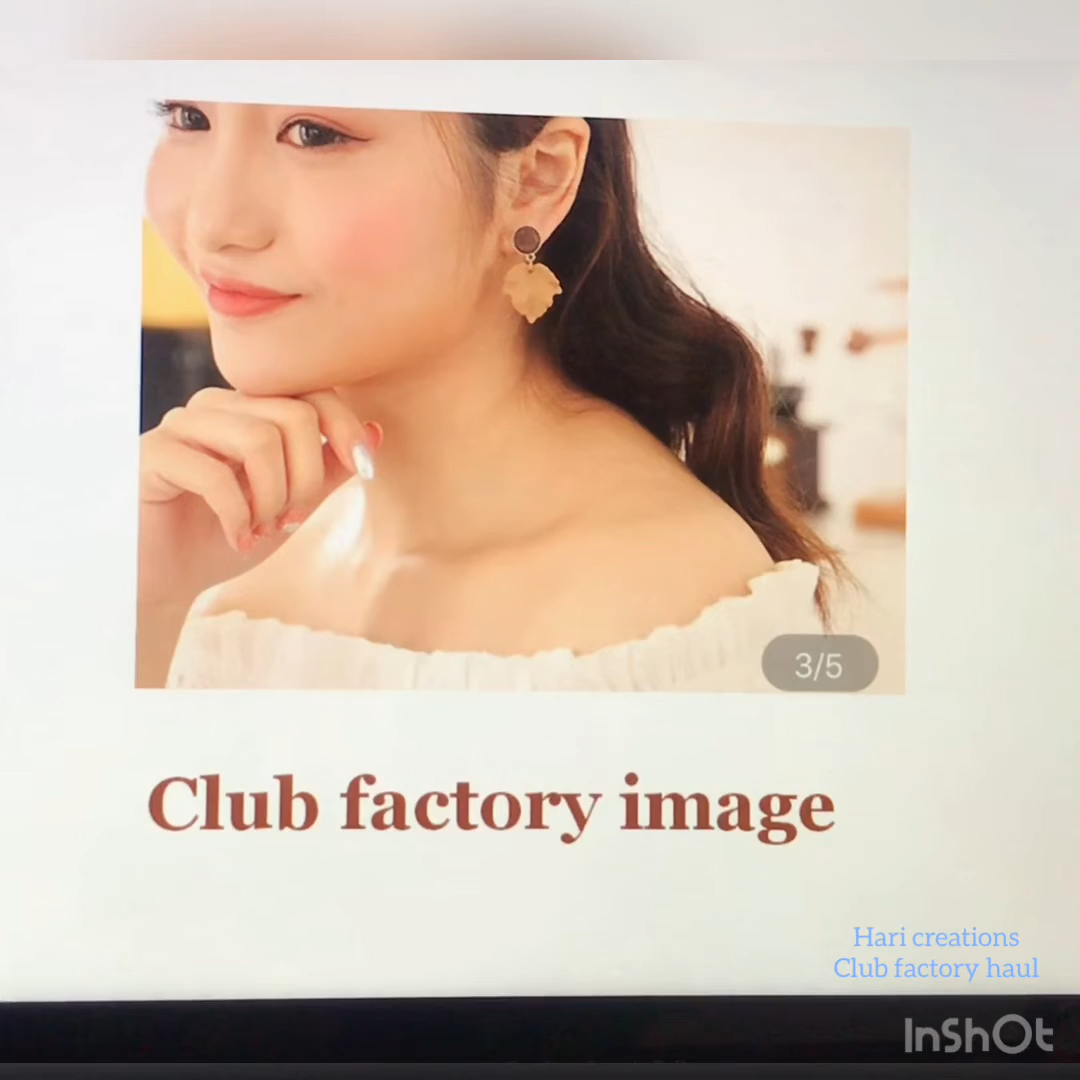 3/5
Club factory image
Hari creations
Club factory haul
InShOt